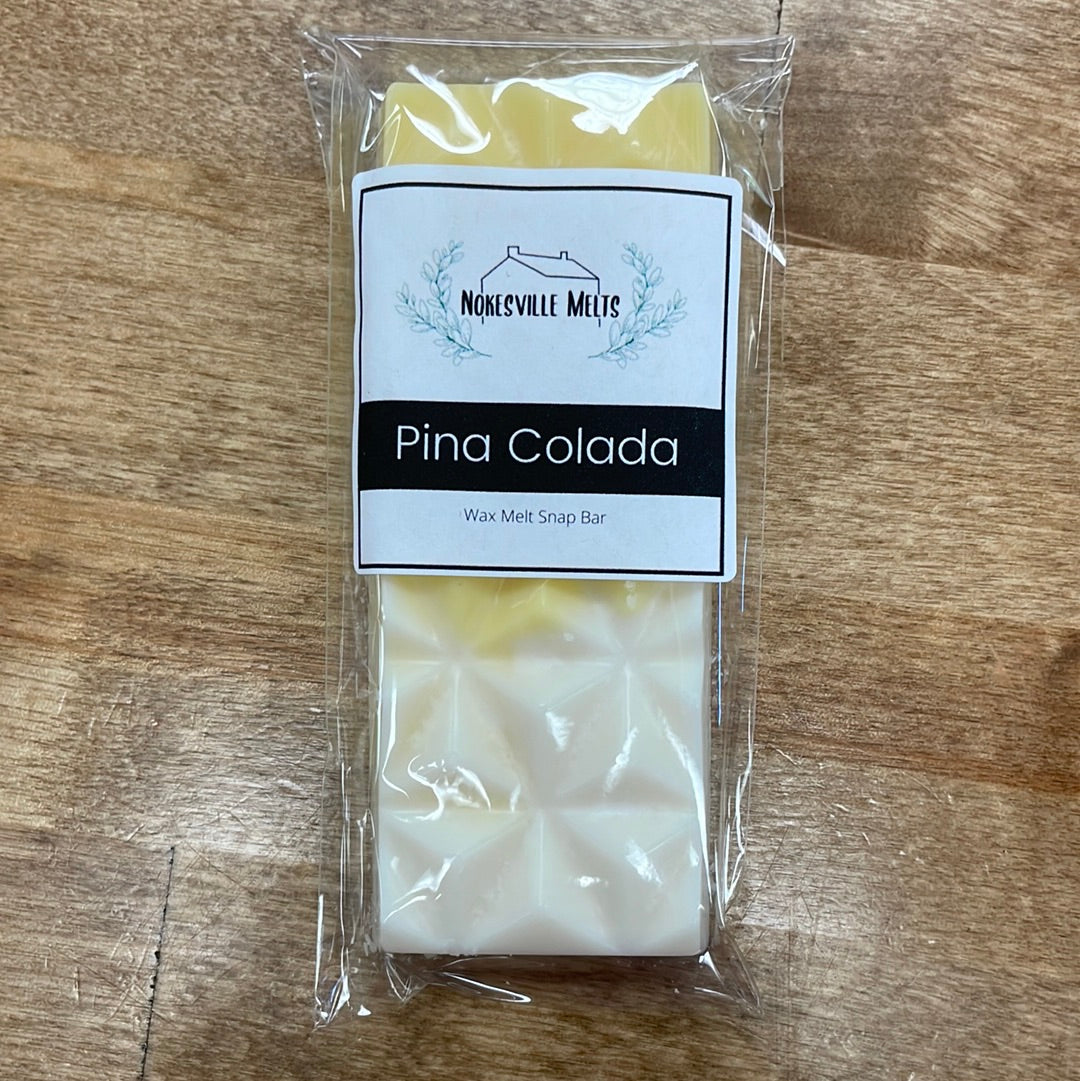 Nokesville Melts
Pina Colada
Wax Melt Snap Bar